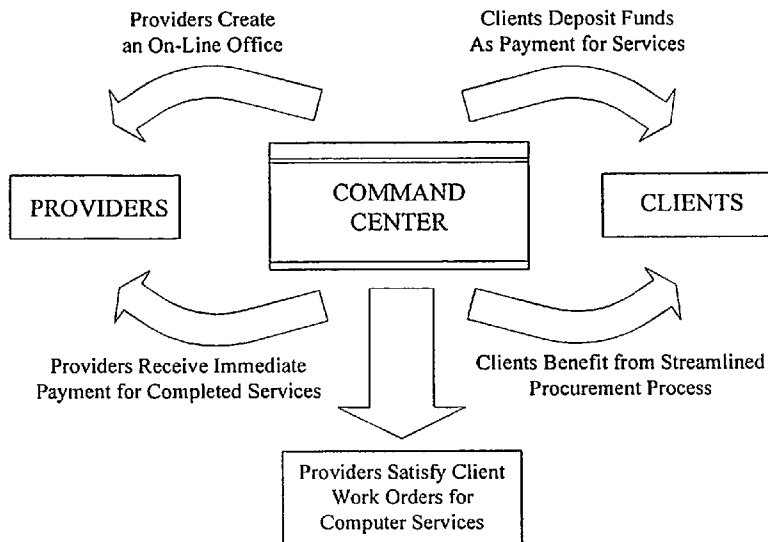 Providers Create
an On-Line Office
Clients Deposit Funds
As Payment for Services
PROVIDERS
COMMAND
CENTER
CLIENTS
Providers Receive Immediate
Payment for Completed Services
Clients Benefit from Streamlined
Procurement Process
Providers Satisfy Client
Work Orders for
Computer Services